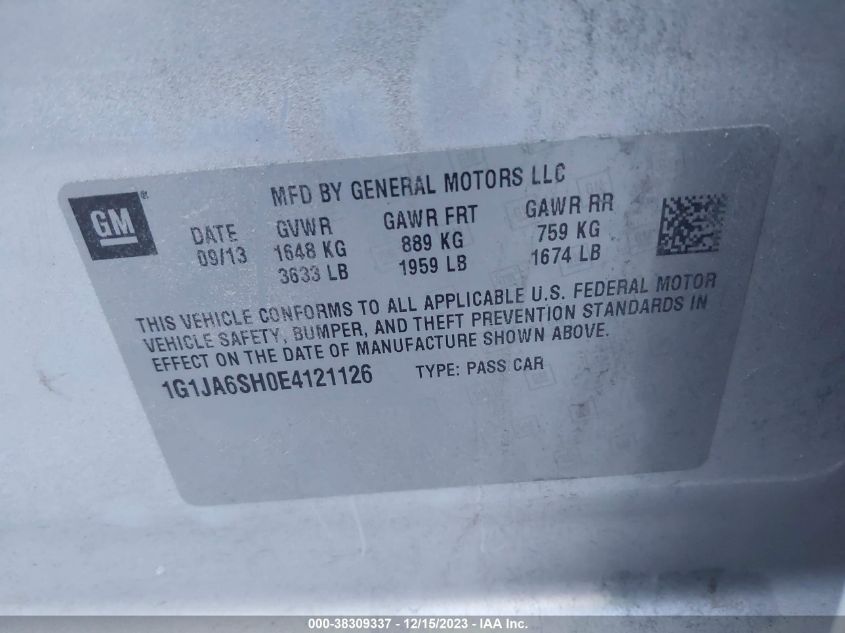 MFD BY GENERAL MOTORS LLC
GM®
DATE GVWR GAWR FRT GAWR RR
09/13 1648 KG 889 KG 759 KG
3633 LB 1959 LB 1674 LB
THIS VEHICLE CONFORMS TO ALL APPLICABLE U.S. FEDERAL MOTOR
VEHICLE SAFETY, BUMPER, AND THEFT PREVENTION STANDARDS IN
EFFECT ON THE DATE OF MANUFACTURE SHOWN ABOVE.
1G1JA6SH0E4121126 TYPE: PASS CAR
000-38309337 - 12/15/2023 - IAA Inc.